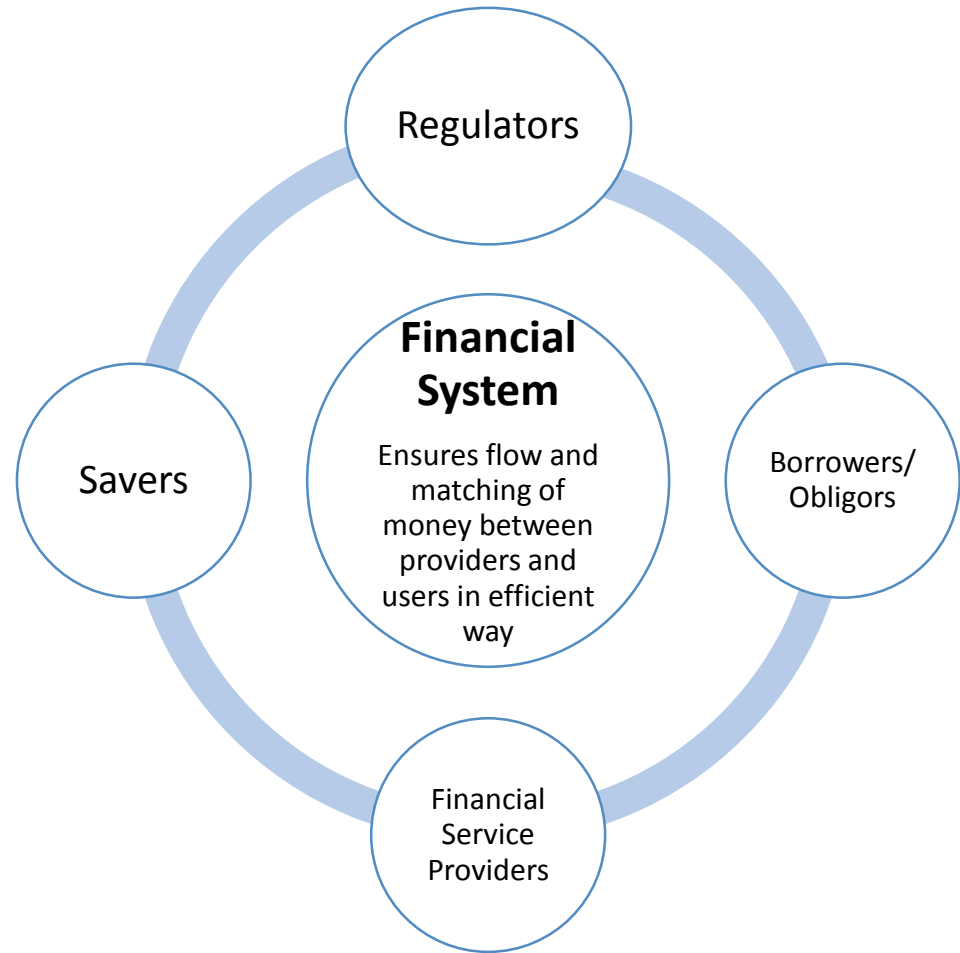 Regulators
Financial
System
Ensures flow and
matching of
money between
providers and
users in efficient
way
Savers
Borrowers/
Obligors
Financial
Service
Providers